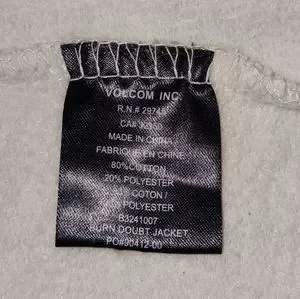 VOLCOM INC.
R.N.# 29745
CA#
MADE IN CHINA
FABRIQUE EN CHINE
80%COTTON
20% POLYESTER
COTON /
POLYESTER
B3241007
BURN DOUBT JACKET
PO#90412-00